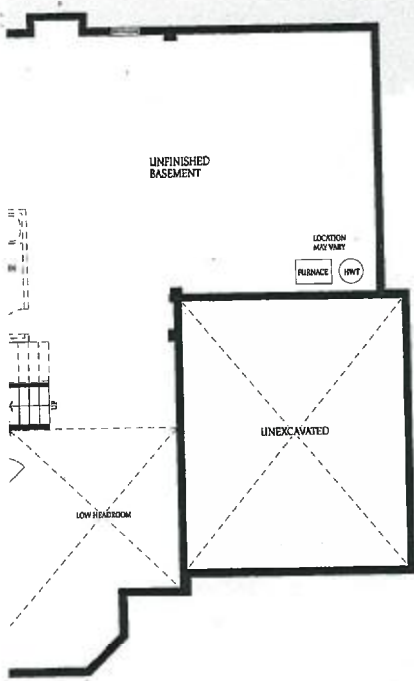 UNFINISHED
BASEMENT
LOCATION
MAY VARY
FURNACE
HWT
UP
UNEXCAVATED
LOW HEADROOM